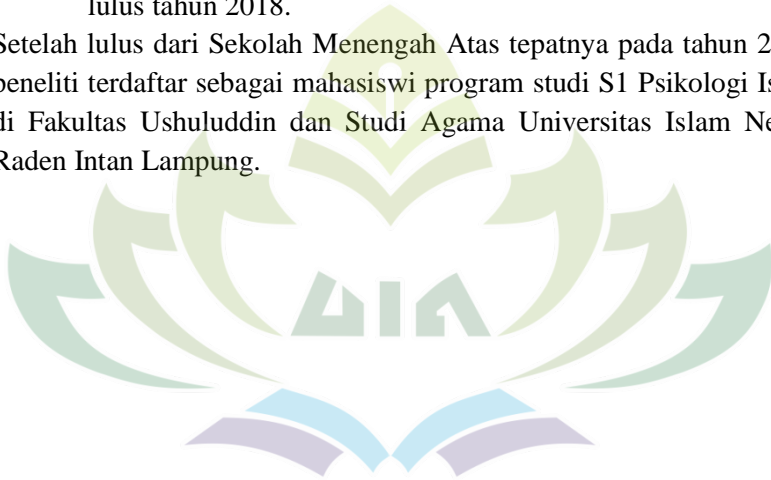 lulus tahun 2018.
Setelah lulus dari Sekolah Menengah Atas tepatnya pada tahun 2
peneliti terdaftar sebagai mahasiswi program studi S1 Psikologi Is
di Fakultas Ushuluddin dan Studi Agama Universitas Islam Ne
Raden Intan Lampung.
UIN